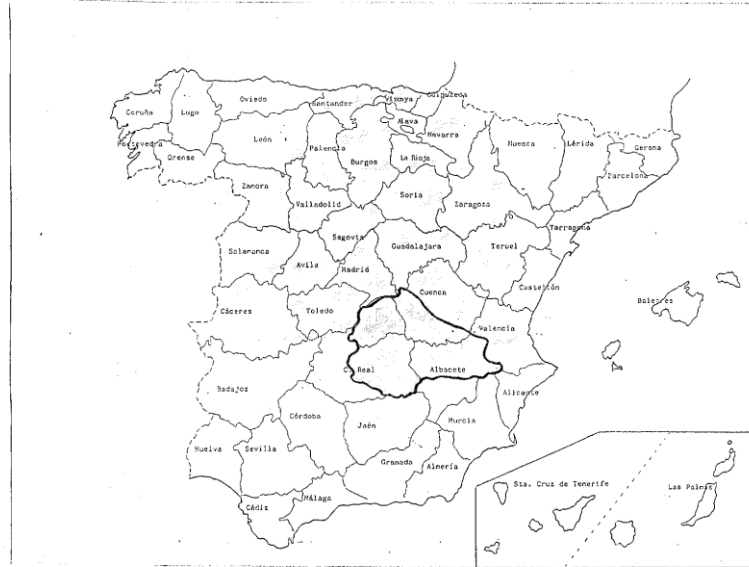 Oviedo
Santander
Vizcaya
Guipúzcoa
Coruña
Lugo
Alava
Navarra
León
Palencia
Pontevedra
Orense
Burgos
La Rioja
Huesca
Lérida
Gerona
Barcelona
Zamora
Valladolid
Soria
Zaragoza
Tarragona
Segovia
Salamanca
Avila
Madrid
Guadalajara
Teruel
Castellón
Cuenca
Baleares
Cáceres
Toledo
Valencia
C. Real
Albacete
Badajoz
Alicante
Córdoba
Jaén
Murcia
Huelva
Sevilla
Granada
Almería
Málaga
Cádiz
Sta. Cruz de Tenerife
Las Palmas